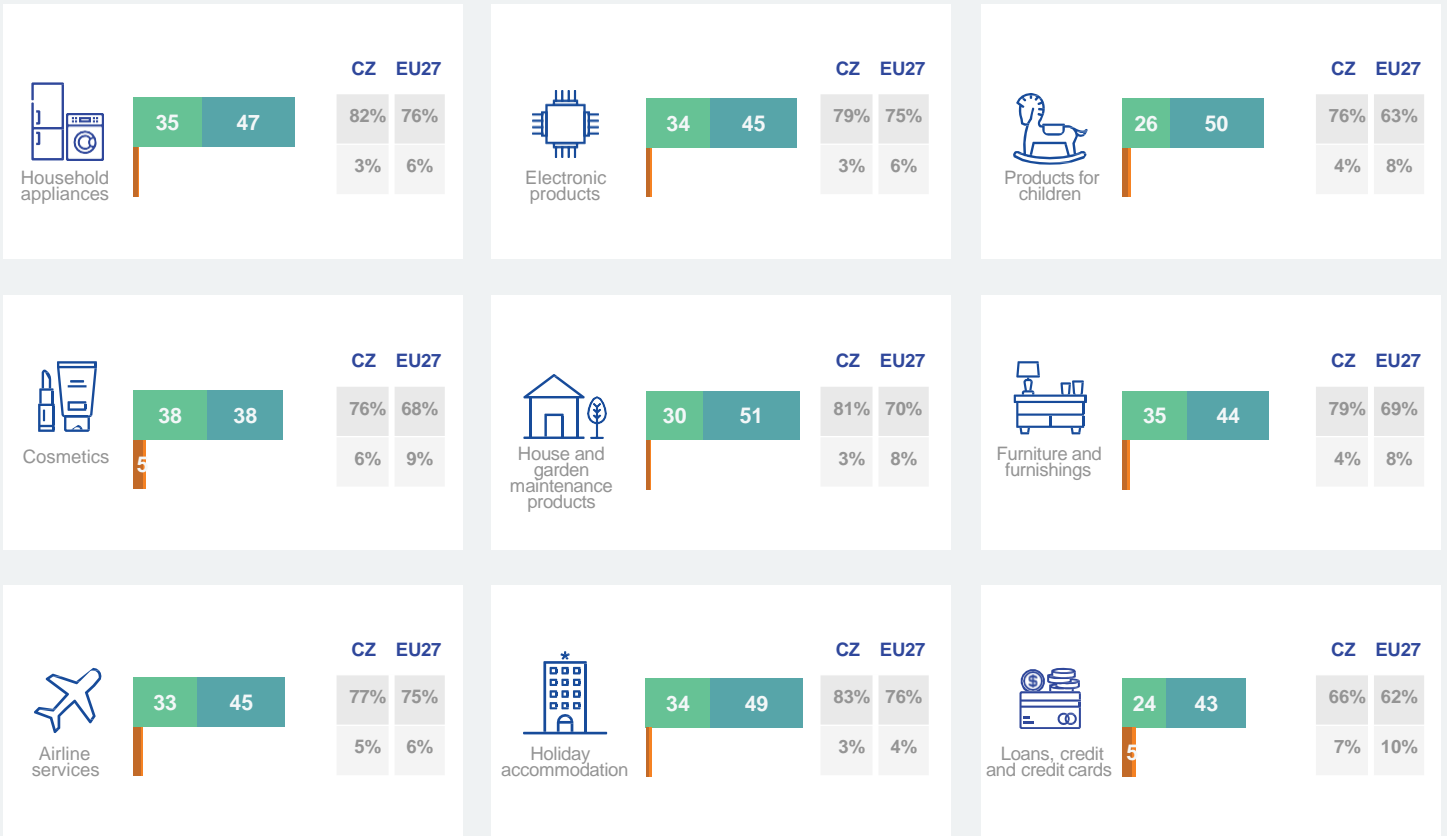 CZ EU27
35 47
82% 76%
3% 6%
Household
appliances
CZ EU27
34 45
79% 75%
3% 6%
Electronic
products
CZ EU27
26 50
76% 63%
4% 8%
Products for
children
CZ EU27
38 38
76% 68%
5
6% 9%
Cosmetics
CZ EU27
30 51
81% 70%
3% 8%
House and
garden
maintenance
products
CZ EU27
35 44
79% 69%
4% 8%
Furniture and
furnishings
CZ EU27
33 45
77% 75%
5% 6%
Airline
services
CZ EU27
34 49
83% 76%
3% 4%
Holiday
accommodation
CZ EU27
$
24 43
66% 62%
5
7% 10%
Loans, credit
and credit cards